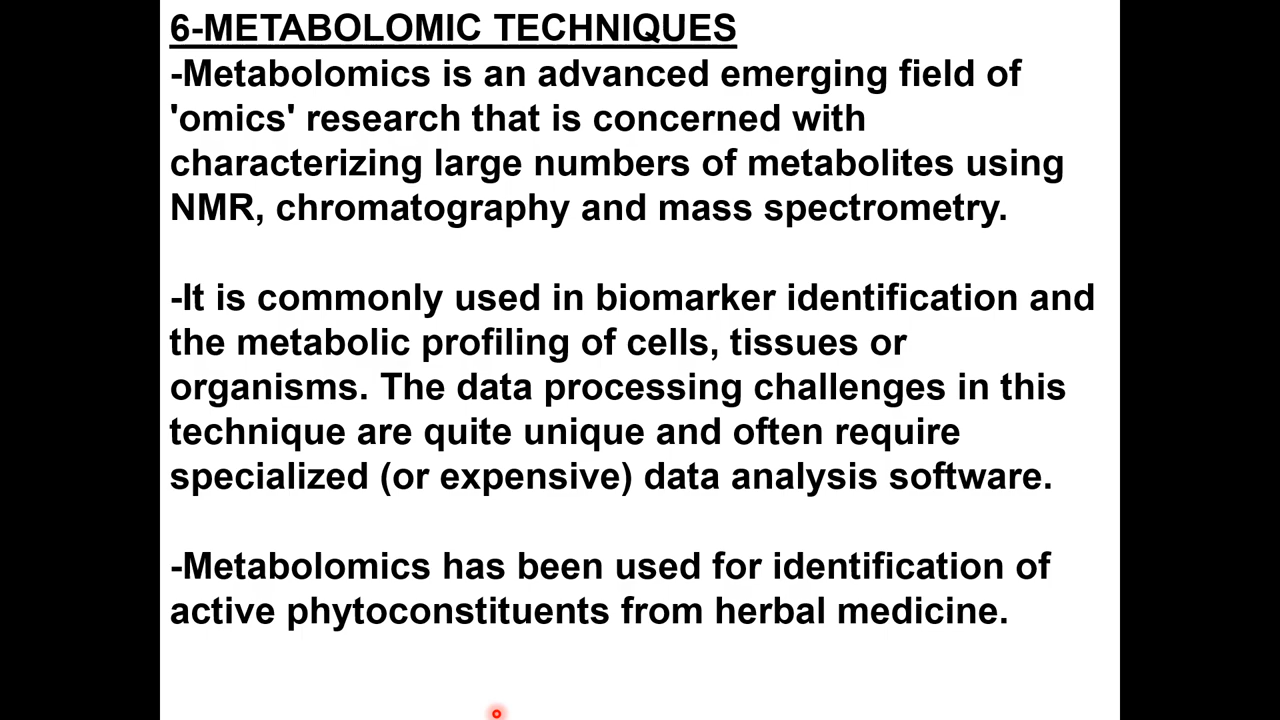 6-METABOLOMIC TECHNIQUES
-Metabolomics is an advanced emerging field of
'omics' research that is concerned with
characterizing large numbers of metabolites using
NMR, chromatography and mass spectrometry.
-It is commonly used in biomarker identification and
the metabolic profiling of cells, tissues or
organisms. The data processing challenges in this
technique are quite unique and often require
specialized (or expensive) data analysis software.
-Metabolomics has been used for identification of
active phytoconstituents from herbal medicine.